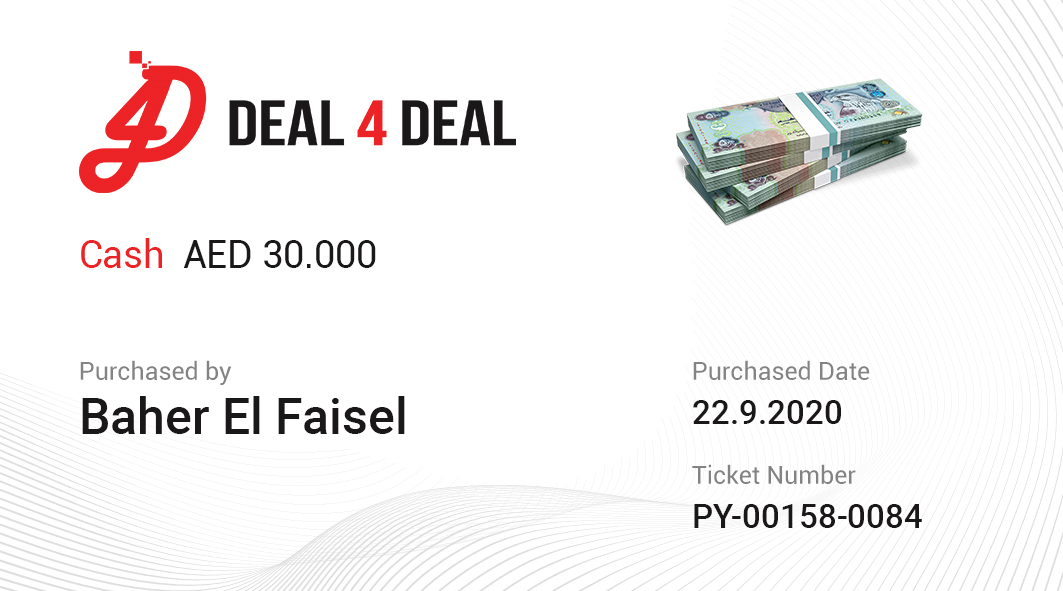 DEAL 4 DEAL
Cash AED 30.000
Purchased by
Baher El Faisel
Purchased Date
22.9.2020
Ticket Number
PY-00158-0084